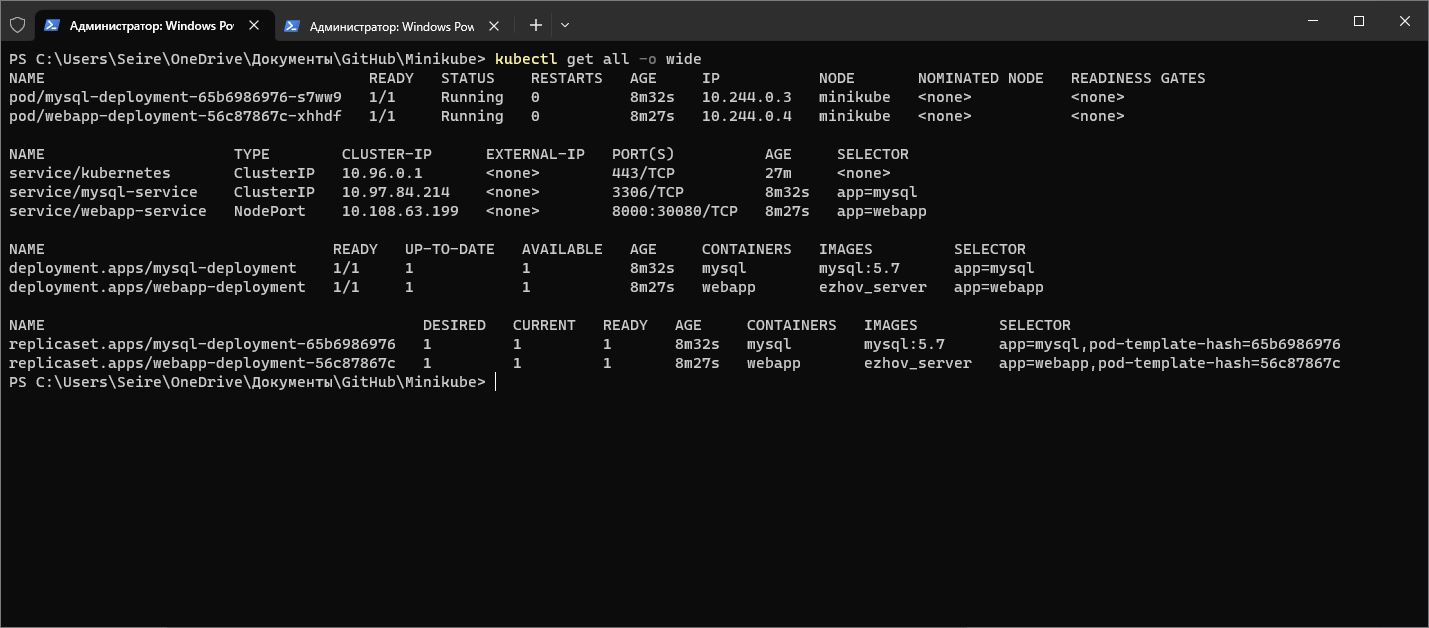 Администратор: Windows Po Администратор: Windows Pow
PS C:\Users\Seire\OneDrive\Документы\GitHub\Minikube> kubectl get all -o wide
NAME READY STATUS RESTARTS AGE IP NODE NOMINATED NODE READINESS GATES
pod/mysql-deployment-65b6986976-s7ww9 1/1 Running 0 8m32s 10.244.0.3 minikube <none> <none>
pod/webapp-deployment-56c87867c-xhhdf 1/1 Running 0 8m27s 10.244.0.4 minikube <none> <none>
NAME TYPE CLUSTER-IP EXTERNAL-IP PORT(S) AGE SELECTOR
service/kubernetes ClusterIP 10.96.0.1 <none> 443/TCP 27m <none>
service/mysql-service ClusterIP 10.97.84.214 <none> 3306/TCP 8m32s app=mysql
service/webapp-service NodePort 10.108.63.199 <none> 8000:30080/TCP 8m27s app=webapp
NAME READY UP-TO-DATE AVAILABLE AGE CONTAINERS IMAGES SELECTOR
deployment.apps/mysql-deployment 1/1 1 1 8m32s mysql mysql:5.7 app=mysql
deployment.apps/webapp-deployment 1/1 1 1 8m27s webapp ezhov_server app=webapp
NAME DESIRED CURRENT READY AGE CONTAINERS IMAGES SELECTOR
replicaset.apps/mysql-deployment-65b6986976 1 1 1 8m32s mysql mysql:5.7 app=mysql,pod-template-hash=65b6986976
replicaset.apps/webapp-deployment-56c87867c 1 1 1 8m27s webapp ezhov_server app=webapp,pod-template-hash=56c87867c
PS C:\Users\Seire\OneDrive\Документы\GitHub\Minikube>